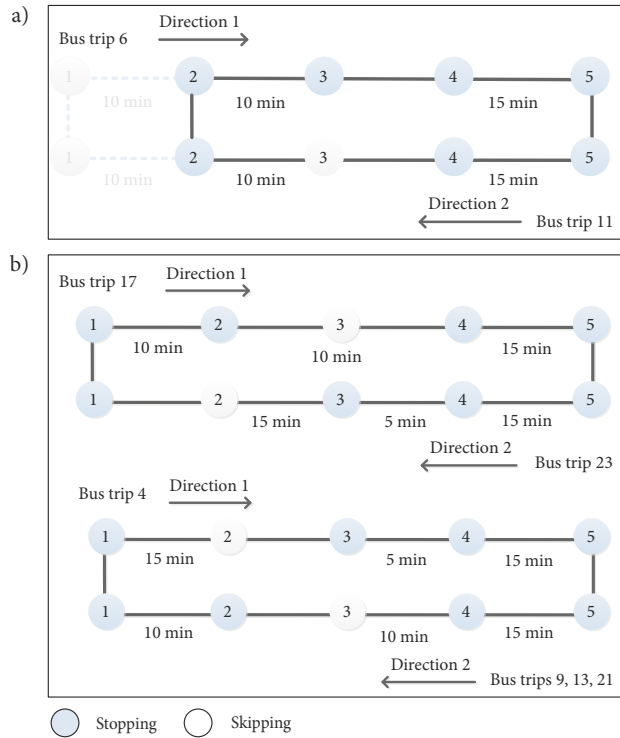 a)
Direction 1
Bus trip 6
1 2 3 4 5
10 min 10 min 15 min
1 2 3 4 5
10 min 10 min 15 min
Direction 2
Bus trip 11
b)
Bus trip 17 Direction 1
1 2 3 4 5
10 min 10 min 15 min
1 2 3 4 5
15 min 5 min 15 min
Direction 2
Bus trip 23
Bus trip 4 Direction 1
1 2 3 4 5
15 min 5 min 15 min
1 2 3 4 5
10 min 10 min 15 min
Direction 2
Bus trips 9, 13, 21
Stopping Skipping